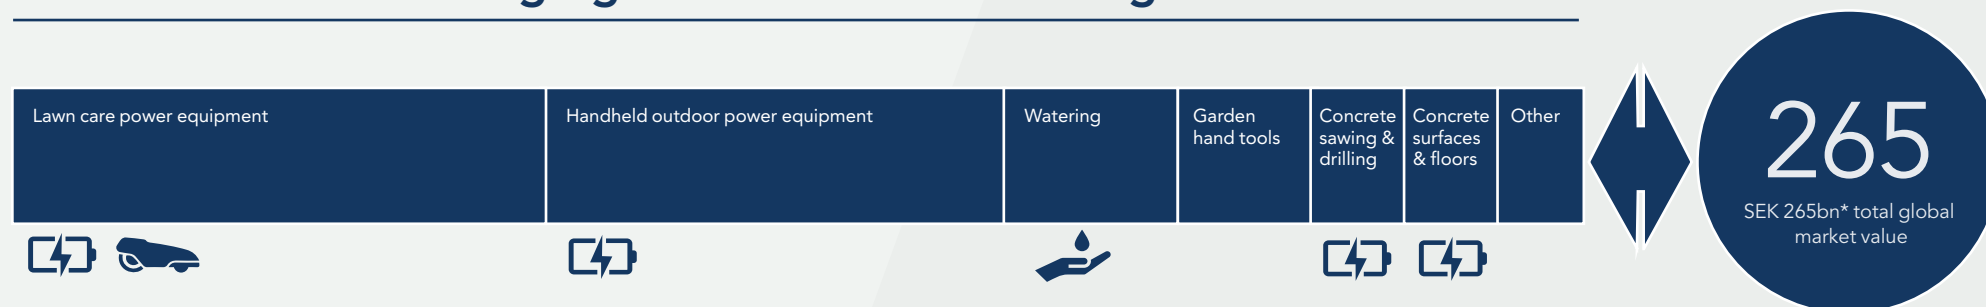 Lawn care power equipment
Handheld outdoor power equipment
Watering
Garden
hand tools
Concrete
sawing &
drilling
Concrete
surfaces
& floors
Other
265
SEK 265bn* total global
market value